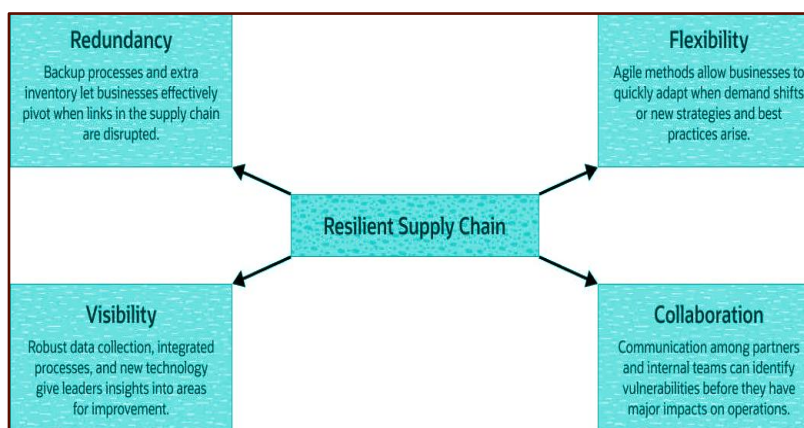 Redundancy
Backup processes and extra
inventory let businesses effectively
pivot when links in the supply chain
are disrupted.
Flexibility
Agile methods allow businesses to
quickly adapt when demand shifts
or new strategies and best
practices arise.
Resilient Supply Chain
Visibility
Robust data collection, integrated
processes, and new technology
give leaders insights into areas
for improvement.
Collaboration
Communication among partners
and internal teams can identify
vulnerabilities before they have
major impacts on operations.